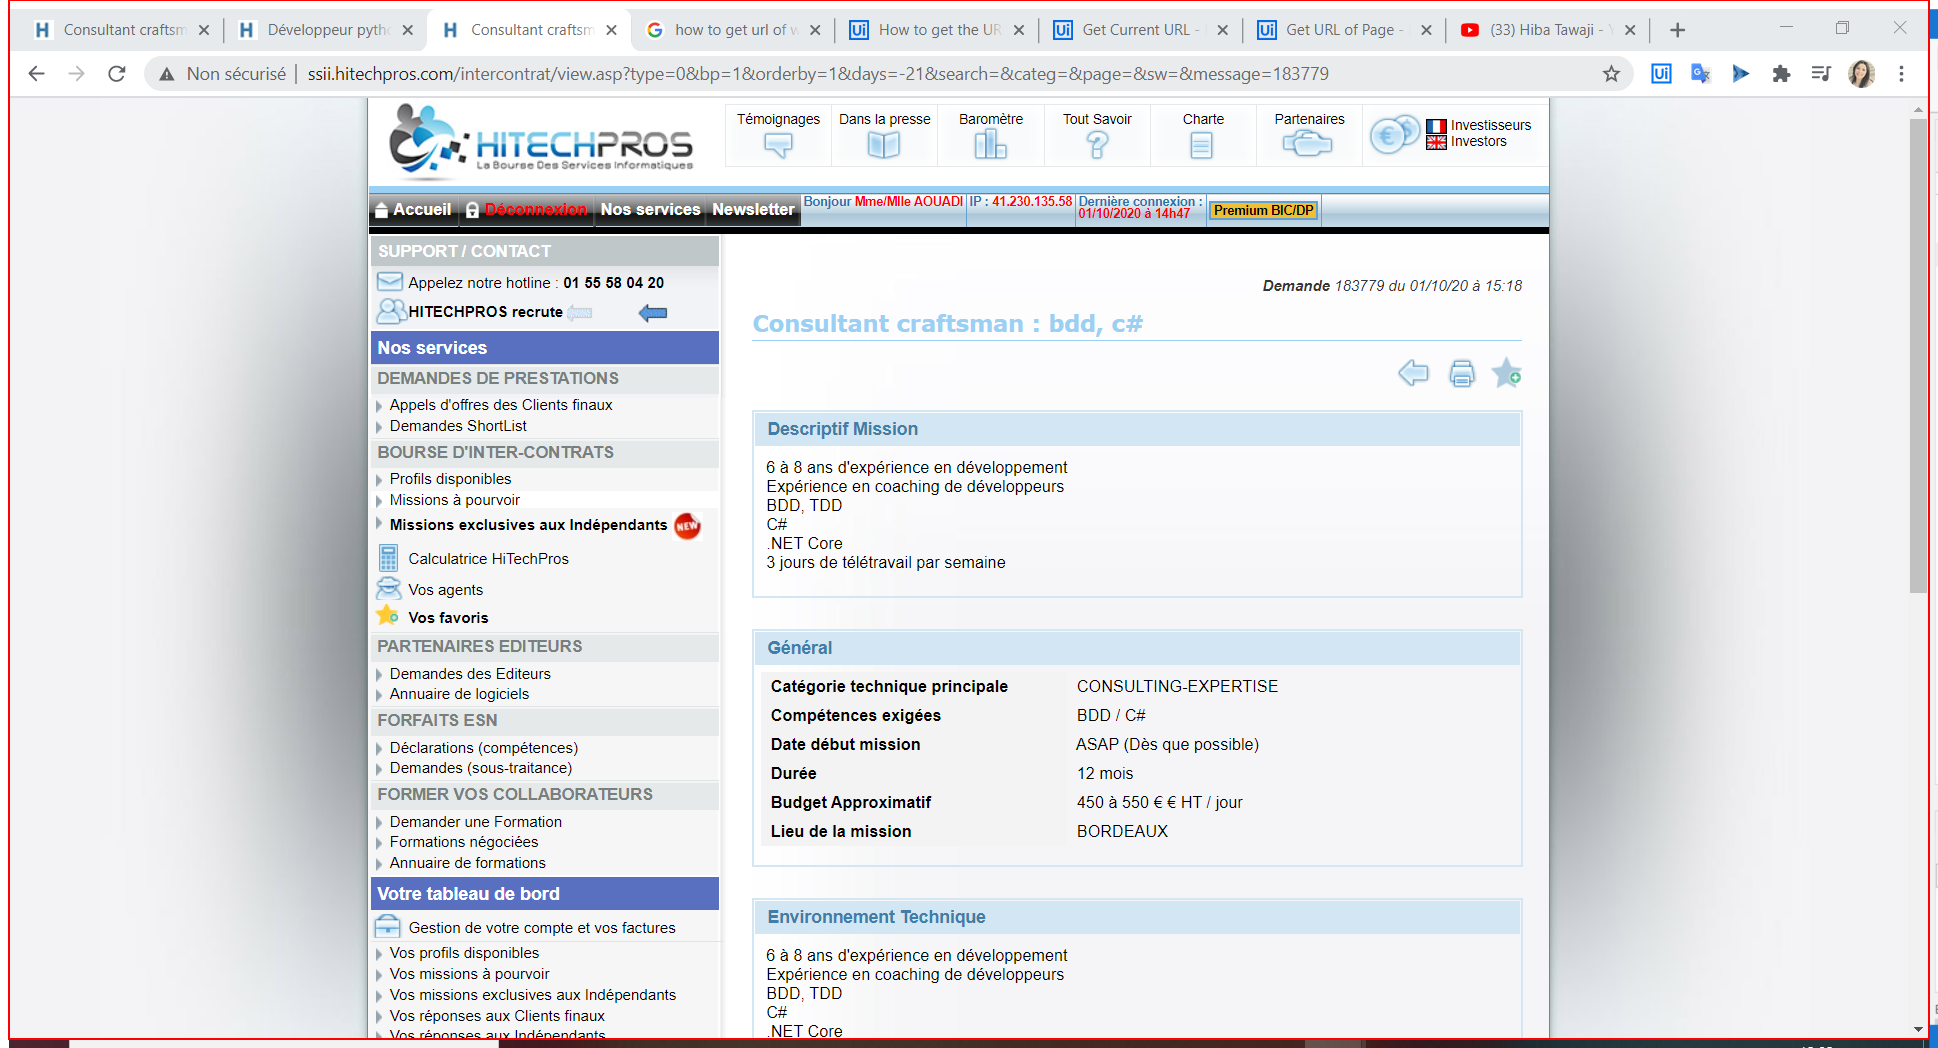 Consultant craftsm
Développeur pytho
Consultant craftsm
how to get url of w
How to get the UR
Get Current URL -
Get URL of Page -
(33) Hiba Tawaji -
Non sécurisé | ssii.hitechpros.com/intercontrat/view.asp?type=0&bp=1&orderby=1&days=-21&search=&categ=&page=&sw=&message=183779
HITECHPROS
La Bourse Des Services Informatiques
Témoignages
Dans la presse
Baromètre
Tout Savoir
Charte
Partenaires
Investisseurs
Investors
Accueil
Déconnexion
Nos services
Newsletter
Bonjour Mme/Mlle AOUADI
IP : 41.230.135.58
Dernière connexion :
01/10/2020 à 14h47
Premium BIC/DP
SUPPORT / CONTACT
Appelez notre hotline : 01 55 58 04 20
HITECHPROS recrute
Nos services
DEMANDES DE PRESTATIONS
Appels d'offres des Clients finaux
Demandes ShortList
BOURSE D'INTER-CONTRATS
Profils disponibles
Missions à pourvoir
Missions exclusives aux Indépendants NEW
Calculatrice HiTechPros
Vos agents
Vos favoris
PARTENAIRES EDITEURS
Demandes des Editeurs
Annuaire de logiciels
FORFAITS ESN
Déclarations (compétences)
Demandes (sous-traitance)
FORMER VOS COLLABORATEURS
Demander une Formation
Formations négociées
Annuaire de formations
Votre tableau de bord
Gestion de votre compte et vos factures
Vos profils disponibles
Vos missions à pourvoir
Vos missions exclusives aux Indépendants
Vos réponses aux Clients finaux
Vos réponses aux Indépendants
Demande 183779 du 01/10/20 à 15:18
Consultant craftsman : bdd, c#
Descriptif Mission
6 à 8 ans d'expérience en développement
Expérience en coaching de développeurs
BDD, TDD
C#
.NET Core
3 jours de télétravail par semaine
Général
Catégorie technique principale CONSULTING-EXPERTISE
Compétences exigées BDD / C#
Date début mission ASAP (Dès que possible)
Durée 12 mois
Budget Approximatif 450 à 550 € € HT / jour
Lieu de la mission BORDEAUX
Environnement Technique
6 à 8 ans d'expérience en développement
Expérience en coaching de développeurs
BDD, TDD
C#
.NET Core